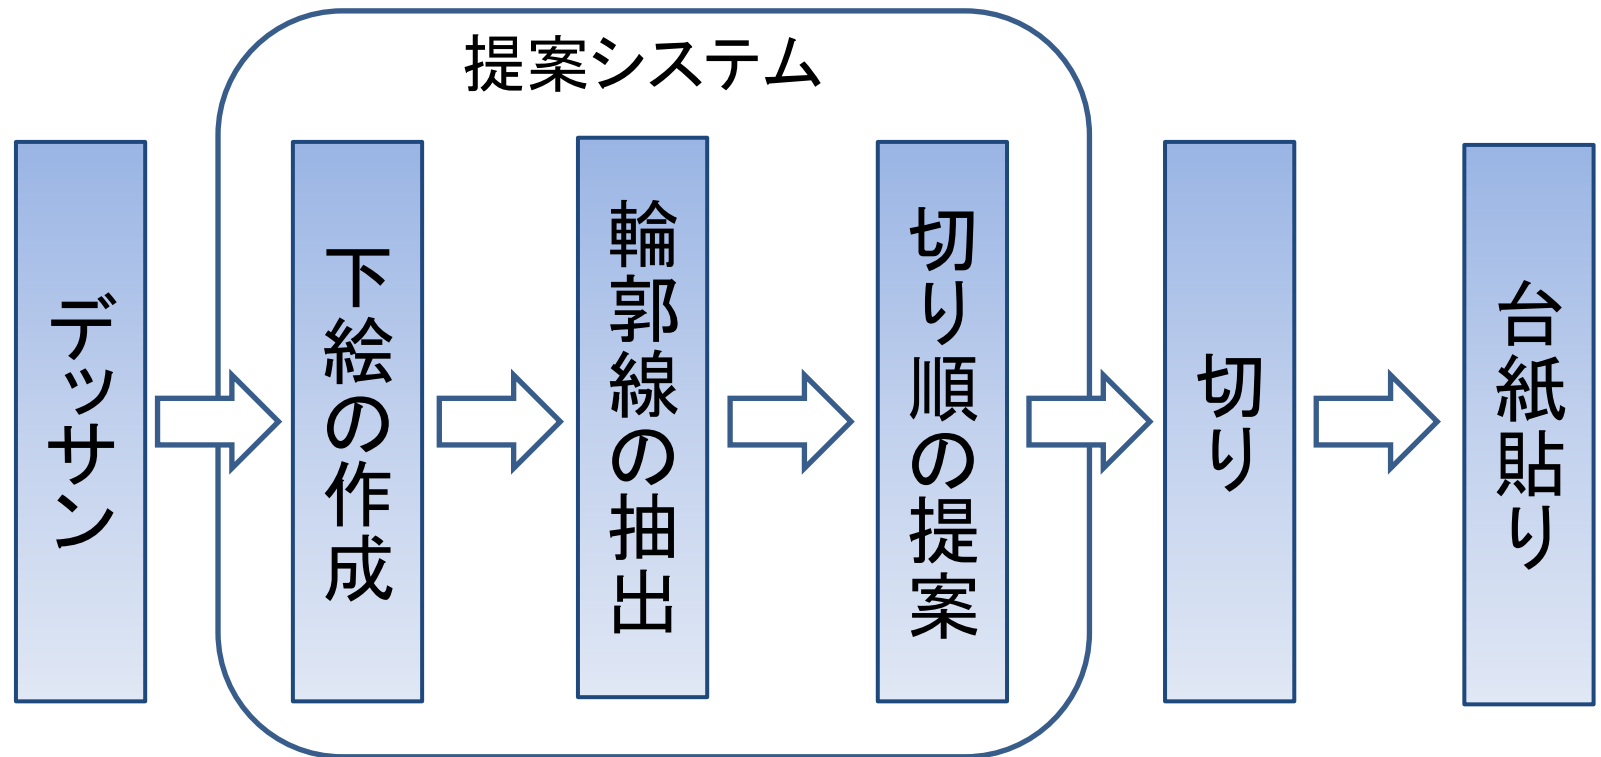 提案システム
デッサン
下絵の作成
輪郭線の抽出
切り順の提案
切り
台紙貼り